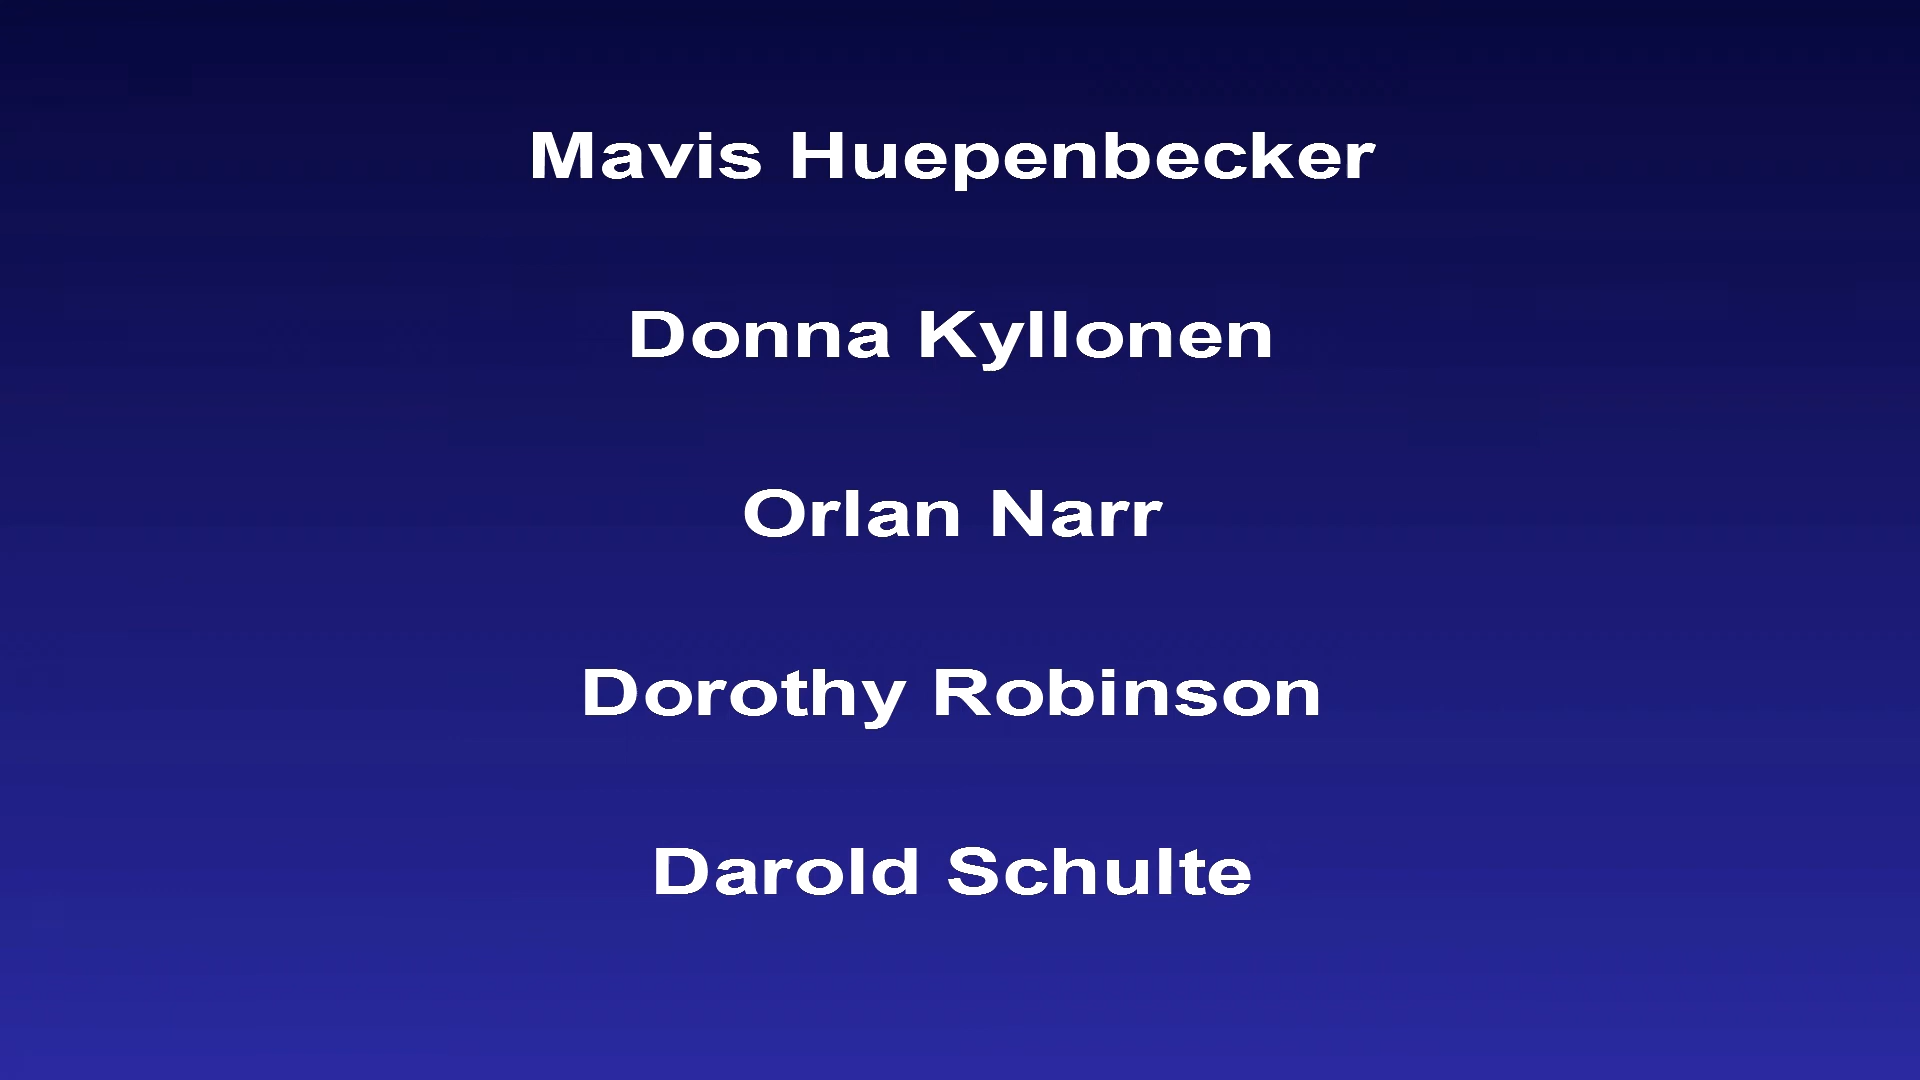 Mavis Huepenbecker
Donna Kyllonen
Orlan Narr
Dorothy Robinson
Darold Schulte